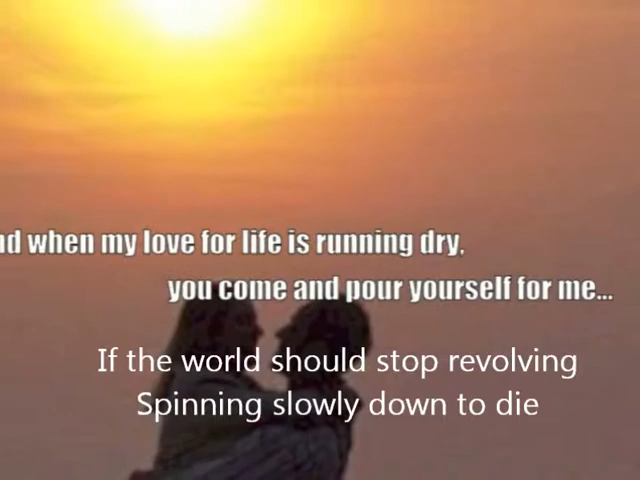 nd when my love for life is running dry,
you come and pour yourself for me...
If the world should stop revolving
Spinning slowly down to die